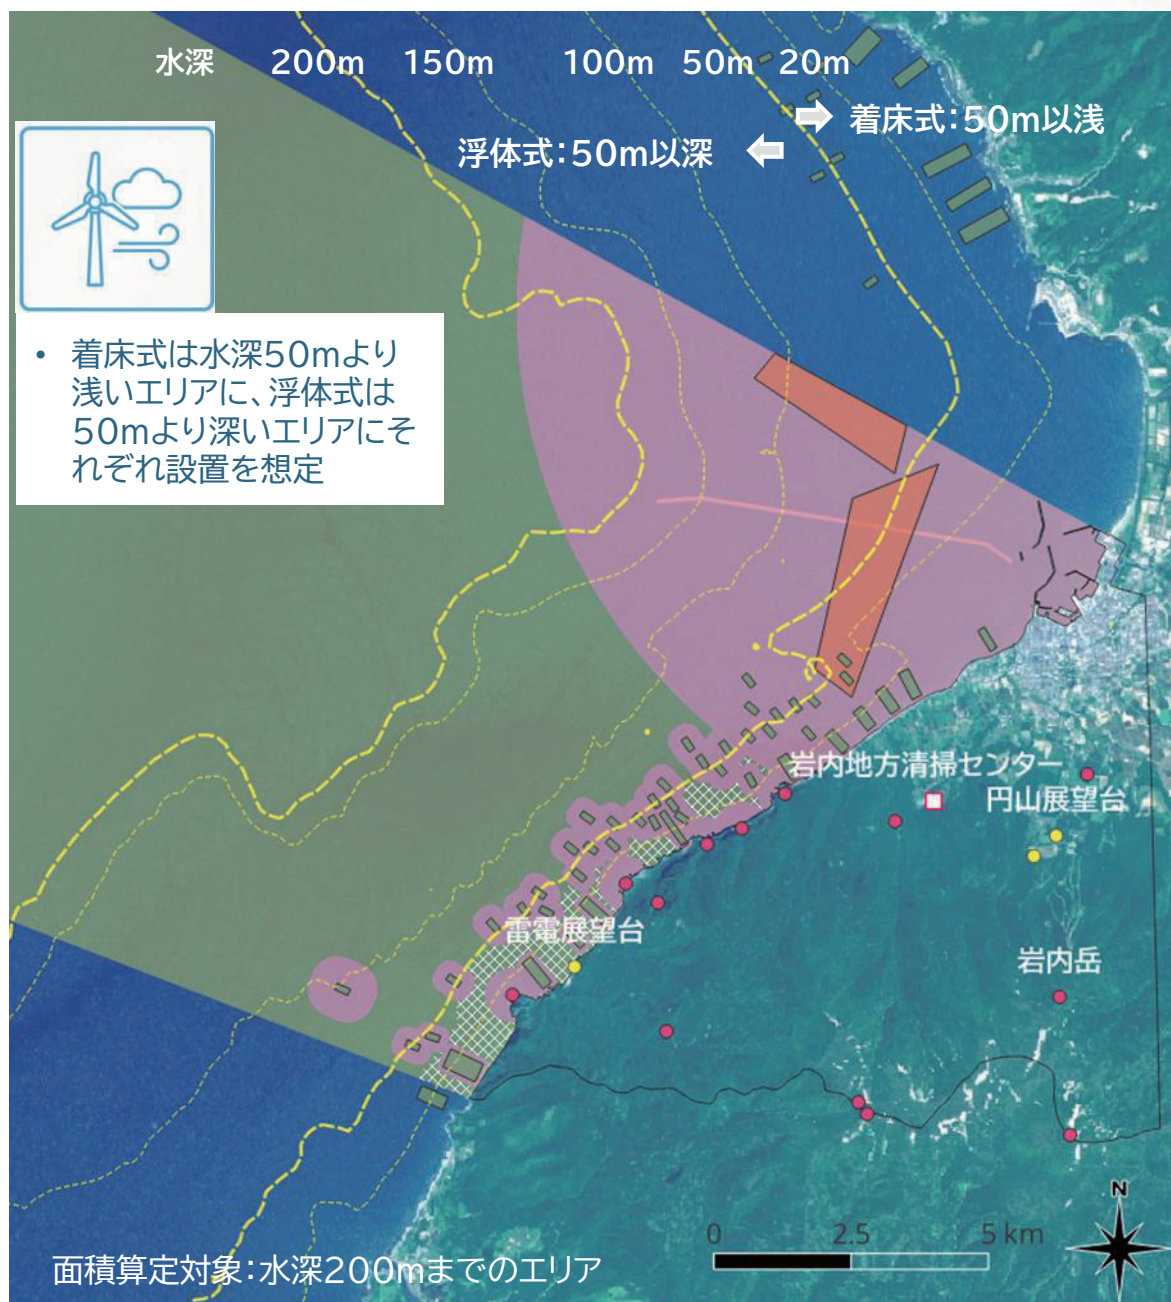 水深 200m 150m 100m 50m 20m
着床式：50m以浅
浮体式：50m以深
• 着床式は水深50mより
浅いエリアに、浮体式は
50mより深いエリアにそ
れぞれ設置を想定
岩内地方清掃センター
円山展望台
雷電展望台
岩内岳
N
0 2.5 5 km
面積算定対象：水深200mまでのエリア